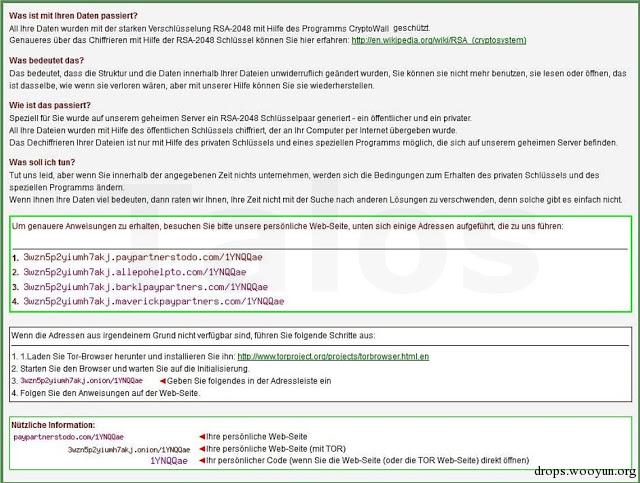 Was ist mit Ihren Daten passiert?
All Ihre Daten wurden mit der starken Verschlüsselung RSA-2048 mit Hilfe des Programms CryptoWall geschützt.
Genaueres über das Chiffrieren mit Hilfe der RSA-2048 Schlüssel können Sie hier erfahren: http://en.wikipedia.org/wiki/RSA_(cryptosystem)
Was bedeutet das?
Das bedeutet, dass die Struktur und die Daten innerhalb Ihrer Dateien unwiderruflich geändert wurden, Sie können sie nicht mehr benutzen, sie lesen oder öffnen, das
ist dasselbe, wie wenn sie verloren wären, aber mit unserer Hilfe können Sie sie wiederherstellen.
Wie ist das passiert?
Speziell für Sie wurde auf unserem geheimen Server ein RSA-2048 Schlüsselpaar generiert - ein öffentlicher und ein privater.
All Ihre Dateien wurden mit Hilfe des öffentlichen Schlüssels chiffriert, der an Ihr Computer per Internet übergeben wurde.
Das Dechiffrieren Ihrer Dateien ist nur mit Hilfe des privaten Schlüssels und eines speziellen Programms möglich, die sich auf unserem geheimen Server befinden.
Was soll ich tun?
Tut uns leid, aber wenn Sie innerhalb der angegebenen Zeit nichts unternehmen, werden sich die Bedingungen zum Erhalten des privaten Schlüssels und des
speziellen Programms ändern.
Wenn Ihnen Ihre Daten viel bedeuten, dann raten wir Ihnen, Ihre Zeit nicht mit der Suche nach anderen Lösungen zu verschwenden, denn solche gibt es einfach nicht.
Talos
Um genauere Anweisungen zu erhalten, besuchen Sie bitte unsere persönliche Web-Seite, unten sich einige Adressen aufgeführt, die zu uns führen:
1. 3wzn5p2yiumh7akj.paypartnerstodo.com/1YNQQae
2. 3wzn5p2yiumh7akj.allepohelpto.com/1YNQQae
3. 3wzn5p2yiumh7akj.barklpaypartners.com/1YNQQae
4. 3wzn5p2yiumh7akj.maverickpaypartners.com/1YNQQae
Wenn die Adressen aus irgendeinem Grund nicht verfügbar sind, führen Sie folgende Schritte aus:
1. 1.Laden Sie Tor-Browser herunter und installieren Sie ihn: http://www.torproject.org/projects/torbrowser.html.en
2. Starten Sie den Browser und warten Sie auf die Initialisierung.
3. 3wzn5p2yiumh7akj.onion/1YNQQae Geben Sie folgendes in der Adressleiste ein
4. Folgen Sie den Anweisungen auf der Web-Seite.
Nützliche Information:
paypartnerstodo.com/1YNQQae Ihre persönliche Web-Seite
3wzn5p2yiumh7akj.onion/1YNQQae Ihre persönliche Web-Seite (mit TOR)
1YNQQae Ihr persönlicher Code (wenn Sie die Web-Seite (oder die TOR Web-Seite) direkt öffnen)
drops.wooyun.org